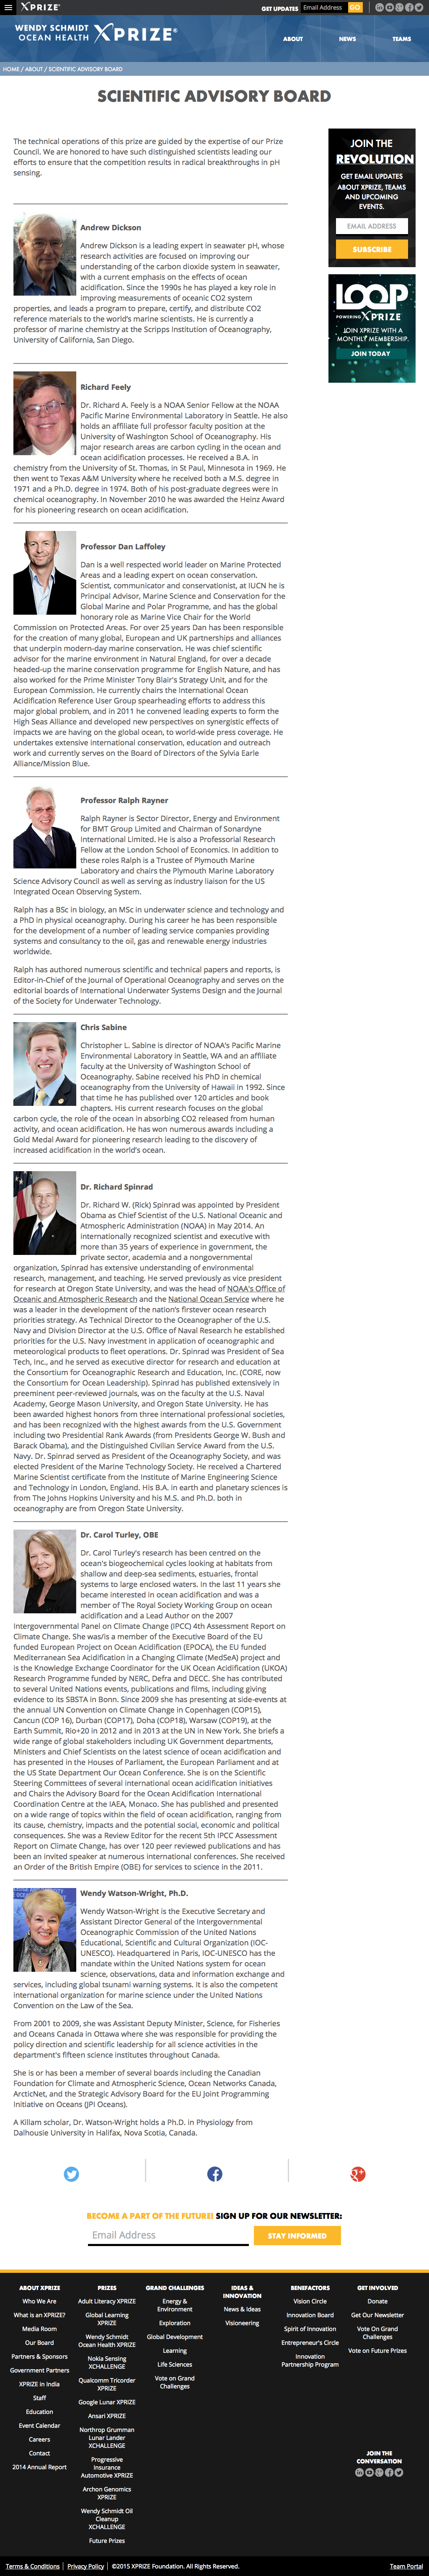 XPRIZE
GET UPDATES
Email Address
GO
WENDY SCHMIDT
OCEAN HEALTH XPRIZE®
ABOUT
NEWS
TEAMS
HOME / ABOUT / SCIENTIFIC ADVISORY BOARD
SCIENTIFIC ADVISORY BOARD
The technical operations of this prize are guided by the expertise of our Prize
Council. We are honored to have such distinguished scientists leading our
efforts to ensure that the competition results in radical breakthroughs in pH
sensing.
Andrew Dickson
Andrew Dickson is a leading expert in seawater pH, whose
research activities are focused on improving our
understanding of the carbon dioxide system in seawater,
with a current emphasis on the effects of ocean
acidification. Since the 1990s he has played a key role in
improving measurements of oceanic CO2 system
properties, and leads a program to prepare, certify, and distribute CO2
reference materials to the world's marine scientists. He is currently a
professor of marine chemistry at the Scripps Institution of Oceanography,
University of California, San Diego.
Richard Feely
Dr. Richard A. Feely is a NOAA Senior Fellow at the NOAA
Pacific Marine Environmental Laboratory in Seattle. He also
holds an affiliate full professor faculty position at the
University of Washington School of Oceanography. His
major research areas are carbon cycling in the ocean and
ocean acidification processes. He received a B.A. in
chemistry from the University of St. Thomas, in St Paul, Minnesota in 1969. He
then went to Texas A&M University where he received both a M.S. degree in
1971 and a Ph.D. degree in 1974. Both of his post-graduate degrees were in
chemical oceanography. In November 2010 he was awarded the Heinz Award
for his pioneering research on ocean acidification.
Professor Dan Laffoley
Dan is a well respected world leader on Marine Protected
Areas and a leading expert on ocean conservation.
Scientist, communicator and conservationist, at IUCN he is
Principal Advisor, Marine Science and Conservation for the
Global Marine and Polar Programme, and has the global
honorary role as Marine Vice Chair for the World
Commission on Protected Areas. For over 25 years Dan has been responsible
for the creation of many global, European and UK partnerships and alliances
that underpin modern-day marine conservation. He was chief scientific
advisor for the marine environment in Natural England, for over a decade
headed-up the marine conservation programme for English Nature, and has
also worked for the Prime Minister Tony Blair's Strategy Unit, and for the
European Commission. He currently chairs the International Ocean
Acidification Reference User Group spearheading efforts to address this
major global problem, and in 2011 he convened leading experts to form the
High Seas Alliance and developed new perspectives on synergistic effects of
impacts we are having on the global ocean, to world-wide press coverage. He
undertakes extensive international conservation, education and outreach
work and currently serves on the Board of Directors of the Sylvia Earle
Alliance/Mission Blue.
Professor Ralph Rayner
Ralph Rayner is Sector Director, Energy and Environment
for BMT Group Limited and Chairman of Sonardyne
International Limited. He is also a Professorial Research
Fellow at the London School of Economics. In addition to
these roles Ralph is a Trustee of Plymouth Marine
Laboratory and chairs the Plymouth Marine Laboratory
Science Advisory Council as well as serving as industry liaison for the US
Integrated Ocean Observing System.
Ralph has a BSc in biology, an MSc in underwater science and technology and
a PhD in physical oceanography. During his career he has been responsible
for the development of a number of leading service companies providing
systems and consultancy to the oil, gas and renewable energy industries
worldwide.
Ralph has authored numerous scientific and technical papers and reports, is
Editor-in-Chief of the Journal of Operational Oceanography and serves on the
editorial boards of International Underwater Systems Design and the Journal
of the Society for Underwater Technology.
Chris Sabine
Christopher L. Sabine is director of NOAA's Pacific Marine
Environmental Laboratory in Seattle, WA and an affiliate
faculty at the University of Washington School of
Oceanography. Sabine received his PhD in chemical
oceanography from the University of Hawaii in 1992. Since
that time he has published over 120 articles and book
chapters. His current research focuses on the global
carbon cycle, the role of the ocean in absorbing CO2 released from human
activity, and ocean acidification. He has won numerous awards including a
Gold Medal Award for pioneering research leading to the discovery of
increased acidification in the world's ocean.
Dr. Richard Spinrad
Dr. Richard W. (Rick) Spinrad was appointed by President
Obama as Chief Scientist of the U.S. National Oceanic and
Atmospheric Administration (NOAA) in May 2014. An
internationally recognized scientist and executive with
more than 35 years of experience in government, the
private sector, academia and a nongovernmental
organization, Spinrad has extensive understanding of environmental
research, management, and teaching. He served previously as vice president
for research at Oregon State University, and was the head of NOAA's Office of
Oceanic and Atmospheric Research and the National Ocean Service where he
was a leader in the development of the nation's firstever ocean research
priorities strategy. As Technical Director to the Oceanographer of the U.S.
Navy and Division Director at the U.S. Office of Naval Research he established
priorities for the U.S. Navy investment in application of oceanographic and
meteorological products to fleet operations. Dr. Spinrad was President of Sea
Tech, Inc., and he served as executive director for research and education at
the Consortium for Oceanographic Research and Education, Inc. (CORE, now
the Consortium for Ocean Leadership). Spinrad has published extensively in
preeminent peer-reviewed journals, was on the faculty at the U.S. Naval
Academy, George Mason University, and Oregon State University. He has
been awarded highest honors from three international professional societies,
and has been recognized with the highest awards from the U.S. Government
including two Presidential Rank Awards (from Presidents George W. Bush and
Barack Obama), and the Distinguished Civilian Service Award from the U.S.
Navy. Dr. Spinrad served as President of the Oceanography Society, and was
elected President of the Marine Technology Society. He received a Chartered
Marine Scientist certificate from the Institute of Marine Engineering Science
and Technology in London, England. His B.A. in earth and planetary sciences is
from The Johns Hopkins University and his M.S. and Ph.D. both in
oceanography are from Oregon State University.
Dr. Carol Turley, OBE
Dr. Carol Turley's research has been centred on the
ocean's biogeochemical cycles looking at habitats from
shallow and deep-sea sediments, estuaries, frontal
systems to large enclosed waters. In the last 11 years she
became interested in ocean acidification and was a
member of The Royal Society Working Group on ocean
acidification and a Lead Author on the 2007
Intergovernmental Panel on Climate Change (IPCC) 4th Assessment Report on
Climate Change. She was/is a member of the Executive Board of the EU
funded European Project on Ocean Acidification (EPOCA), the EU funded
Mediterranean Sea Acidification in a Changing Climate (MedSeA) project and
is the Knowledge Exchange Coordinator for the UK Ocean Acidification (UKOA)
Research Programme funded by NERC, Defra and DECC. She has contributed
to several United Nations events, publications and films, including giving
evidence to its SBSTA in Bonn. Since 2009 she has presenting at side-events at
the annual UN Convention on Climate Change in Copenhagen (COP15),
Cancun (COP 16), Durban (COP17), Doha (COP18), Warsaw (COP19), at the
Earth Summit, Rio+20 in 2012 and in 2013 at the UN in New York. She briefs a
wide range of global stakeholders including UK Government departments,
Ministers and Chief Scientists on the latest science of ocean acidification and
has presented in the Houses of Parliament, the European Parliament and at
the US State Department Our Ocean Conference. She is on the Scientific
Steering Committees of several international ocean acidification initiatives
and Chairs the Advisory Board for the Ocean Acidification International
Coordination Centre at the IAEA, Monaco. She has published and presented
on a wide range of topics within the field of ocean acidification, ranging from
its cause, chemistry, impacts and the potential social, economic and political
consequences. She was a Review Editor for the recent 5th IPCC Assessment
Report on Climate Change, has over 120 peer reviewed publications and has
been an invited speaker at numerous international conferences. She received
an Order of the British Empire (OBE) for services to science in the 2011.
Wendy Watson-Wright, Ph.D.
Wendy Watson-Wright is the Executive Secretary and
Assistant Director General of the Intergovernmental
Oceanographic Commission of the United Nations
Educational, Scientific and Cultural Organization (IOC-
UNESCO). Headquartered in Paris, IOC-UNESCO has the
mandate within the United Nations system for ocean
science, observations, data and information exchange and
services, including global tsunami warning systems. It is also the competent
international organization for marine science under the United Nations
Convention on the Law of the Sea.
From 2001 to 2009, she was Assistant Deputy Minister, Science, for Fisheries
and Oceans Canada in Ottawa where she was responsible for providing the
policy direction and scientific leadership for all science activities in the
department's fifteen science institutes throughout Canada.
She is or has been a member of several boards including the Canadian
Foundation for Climate and Atmospheric Science, Ocean Networks Canada,
ArcticNet, and the Strategic Advisory Board for the EU Joint Programming
Initiative on Oceans (JPI Oceans).
A Killam scholar, Dr. Watson-Wright holds a Ph.D. in Physiology from
Dalhousie University in Halifax, Nova Scotia, Canada.
JOIN THE
REVOLUTION
GET EMAIL UPDATES
ABOUT XPRIZE, TEAMS
AND UPCOMING
EVENTS.
EMAIL ADDRESS
SUBSCRIBE
LOOP
POWERING XPRIZE
JOIN XPRIZE WITH A
MONTHLY MEMBERSHIP.
JOIN TODAY
BECOME A PART OF THE FUTURE! SIGN UP FOR OUR NEWSLETTER:
Email Address
STAY INFORMED
ABOUT XPRIZE
Who We Are
What is an XPRIZE?
Media Room
Our Board
Partners & Sponsors
Government Partners
XPRIZE in India
Staff
Education
Event Calendar
Careers
Contact
2014 Annual Report
PRIZES
Adult Literacy XPRIZE
Global Learning
XPRIZE
Wendy Schmidt
Ocean Health XPRIZE
Nokia Sensing
XCHALLENGE
Qualcomm Tricorder
XPRIZE
Google Lunar XPRIZE
Ansari XPRIZE
Northrop Grumman
Lunar Lander
XCHALLENGE
Progressive
Insurance
Automotive XPRIZE
Archon Genomics
XPRIZE
Wendy Schmidt Oil
Cleanup
XCHALLENGE
Future Prizes
GRAND CHALLENGES
Energy &
Environment
Exploration
Global Development
Learning
Life Sciences
Vote on Grand
Challenges
IDEAS &
INNOVATION
News & Ideas
Visioneering
BENEFACTORS
Vision Circle
Innovation Board
Spirit of Innovation
Entrepreneur's Circle
Innovation
Partnership Program
GET INVOLVED
Donate
Get Our Newsletter
Vote On Grand
Challenges
Vote on Future Prizes
JOIN THE
CONVERSATION
Terms & Conditions
Privacy Policy
©2015 XPRIZE Foundation. All Rights Reserved.
Team Portal